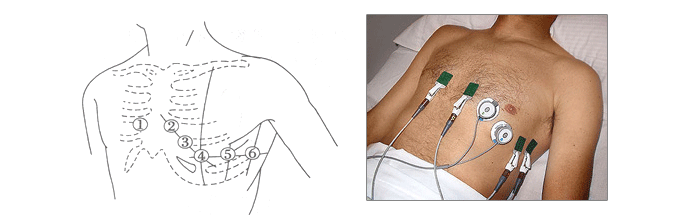 ① ②
③
④ ⑤ ⑥